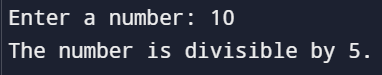 Enter a number: 10
The number is divisible by 5.